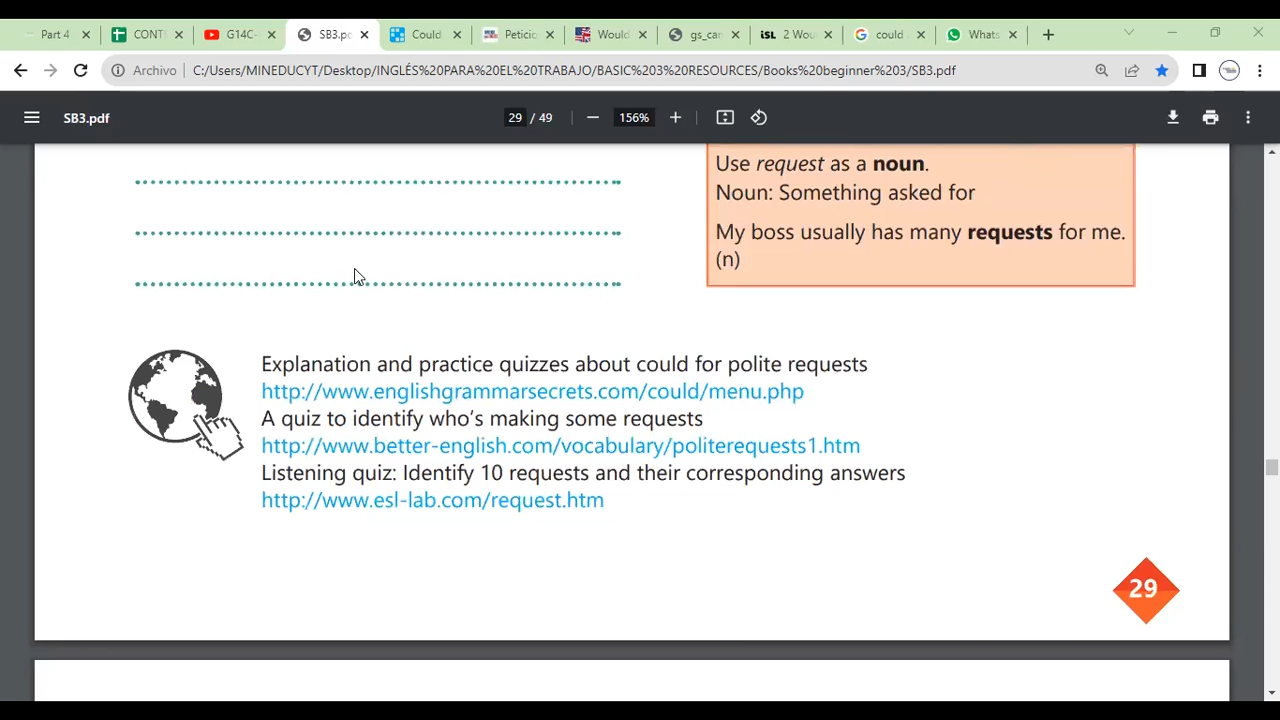 Part 4
CONT
G14C-
SB3.pc
Could
Peticio
Would
gs_can
iSL 2 Wou
could
Whats
Archivo C:/Users/MINEDUCYT/Desktop/INGLÉS%20PARA%20EL%20TRABAJO/BASIC%203%20RESOURCES/Books%20beginner%203/SB3.pdf
SB3.pdf
29 / 49
156%
Use request as a noun.
Noun: Something asked for
My boss usually has many requests for me.
(n)
Explanation and practice quizzes about could for polite requests
http://www.englishgrammarsecrets.com/could/menu.php
A quiz to identify who's making some requests
http://www.better-english.com/vocabulary/politerequests1.htm
Listening quiz: Identify 10 requests and their corresponding answers
http://www.esl-lab.com/request.htm
29